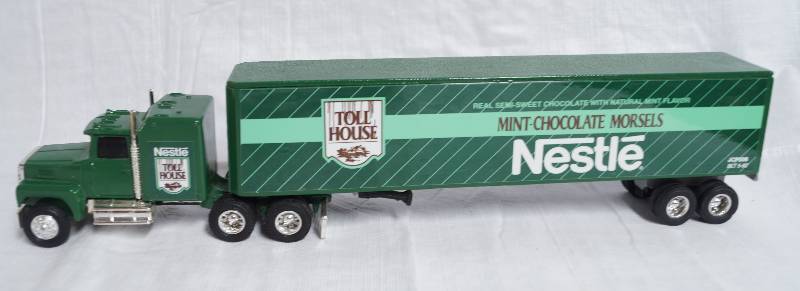 Nestlé
TOLL
HOUSE
TOLL
HOUSE
REAL SEMI-SWEET CHOCOLATE WITH NATURAL MINT FLAVOR
MINT-CHOCOLATE MORSELS
Nestlé